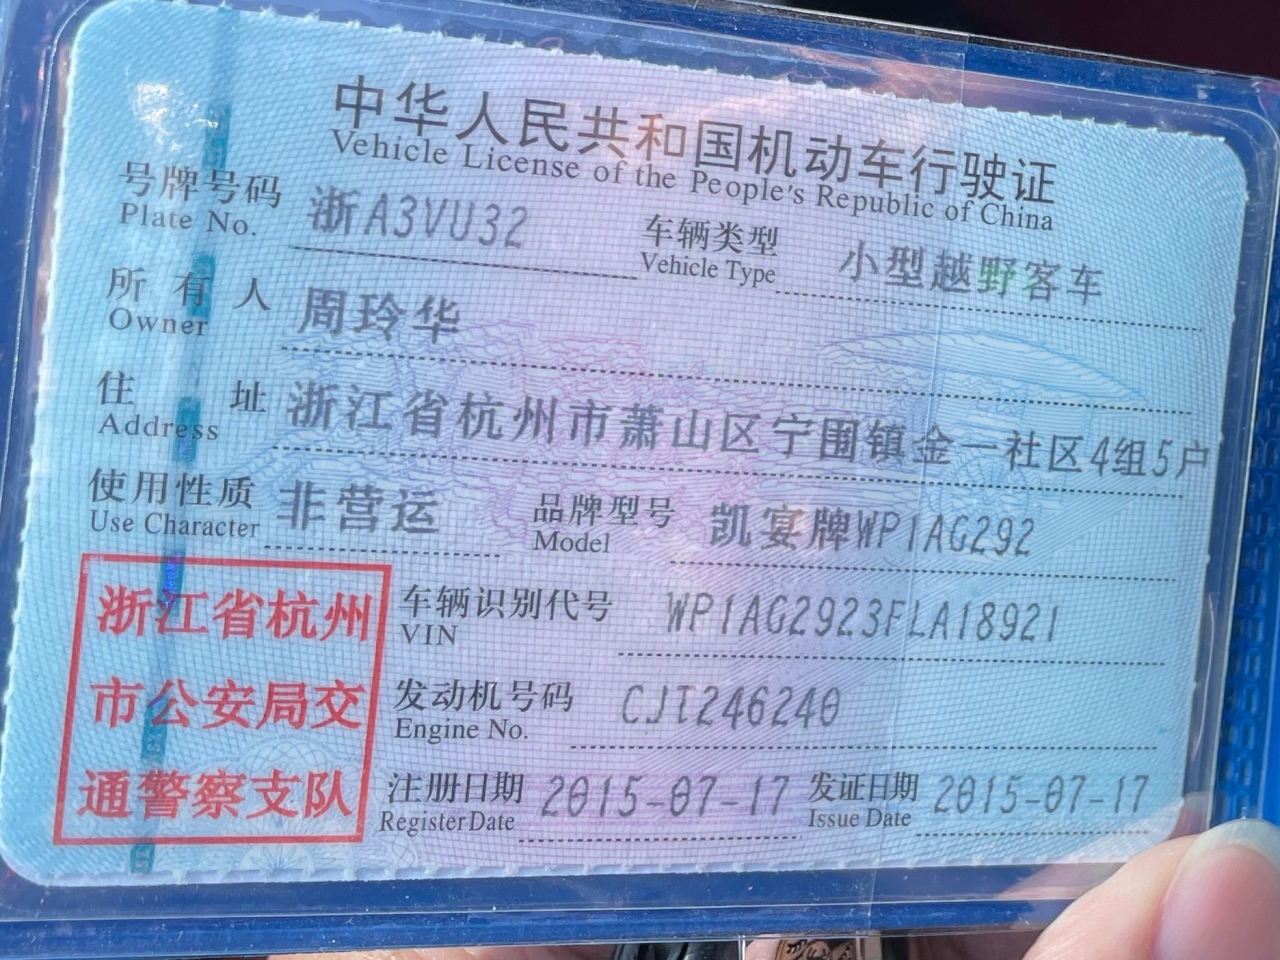 中华人民共和国机动车行驶证
Vehicle License of the People's Republic of China
号牌号码 浙A3VU32 车辆类型 小型越野客车
Plate No. Vehicle Type
所有人 周玲华
Owner
住址 浙江省杭州市萧山区宁围镇金一社区4组5户
Address
使用性质 非营运 品牌型号 凯宴牌WP1AG292
Use Character Model
浙江省杭州
市公安局交
通警察支队
车辆识别代号 WP1AG2923FLA18921
VIN
发动机号码 CJT246240
Engine No.
注册日期 2015-07-17 发证日期 2015-07-17
Register Date Issue Date